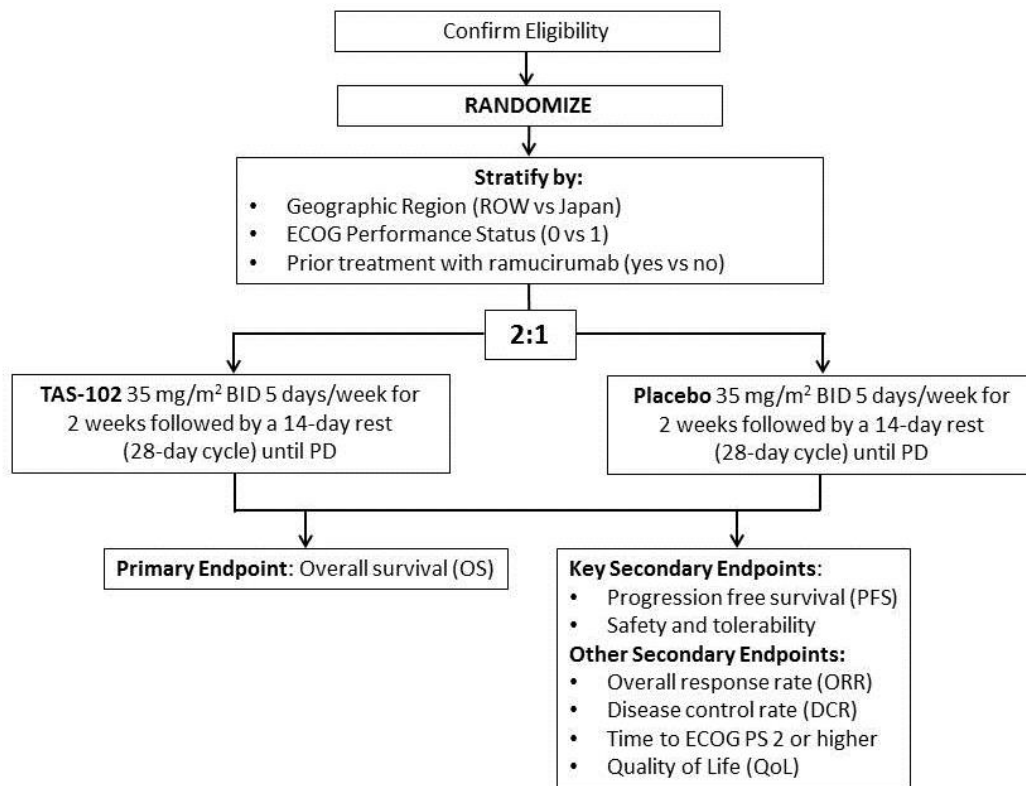 Confirm Eligibility
RANDOMIZE
Stratify by:
• Geographic Region (ROW vs Japan)
• ECOG Performance Status (0 vs 1)
• Prior treatment with ramucirumab (yes vs no)
2:1
TAS-102 35 mg/m² BID 5 days/week for
2 weeks followed by a 14-day rest
(28-day cycle) until PD
Placebo 35 mg/m² BID 5 days/week for
2 weeks followed by a 14-day rest
(28-day cycle) until PD
Primary Endpoint: Overall survival (OS)
Key Secondary Endpoints:
• Progression free survival (PFS)
• Safety and tolerability
Other Secondary Endpoints:
• Overall response rate (ORR)
• Disease control rate (DCR)
• Time to ECOG PS 2 or higher
• Quality of Life (QoL)